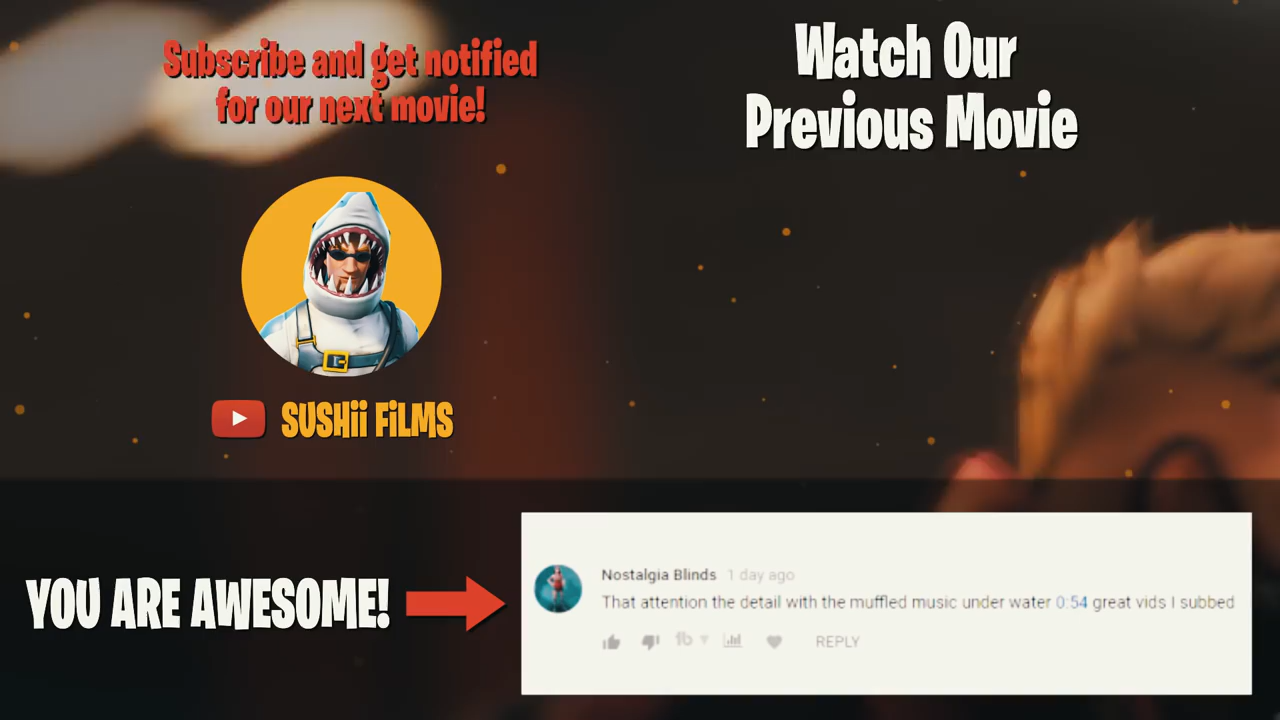 Subscribe and get notified
for our next movie!
Watch Our
Previous Movie
SUSHii FiLMS
YOU ARE AWESOME!
Nostalgia Blinds 1 day ago
That attention the detail with the muffled music under water 0:54 great vids I subbed
REPLY